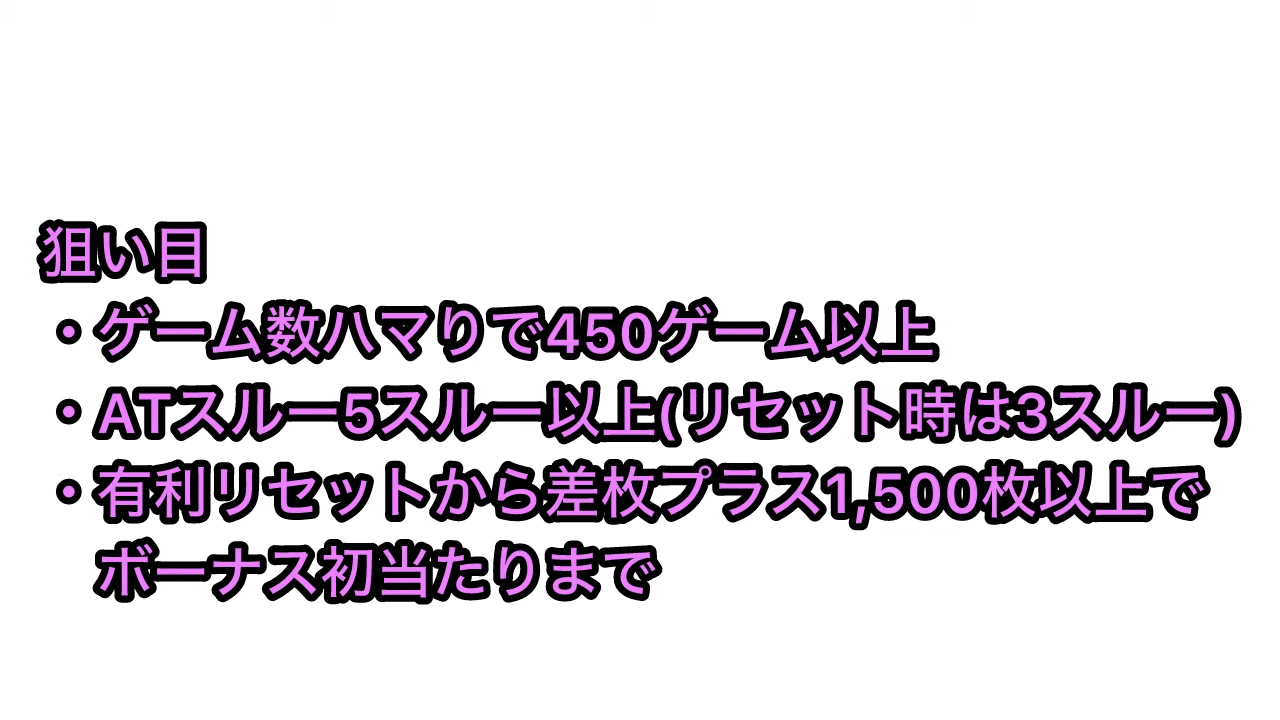 狙い目
・ゲーム数ハマりで450ゲーム以上
・ATスルー5スルー以上(リセット時は3スルー)
・有利リセットから差枚プラス1,500枚以上で
ボーナス初当たりまで